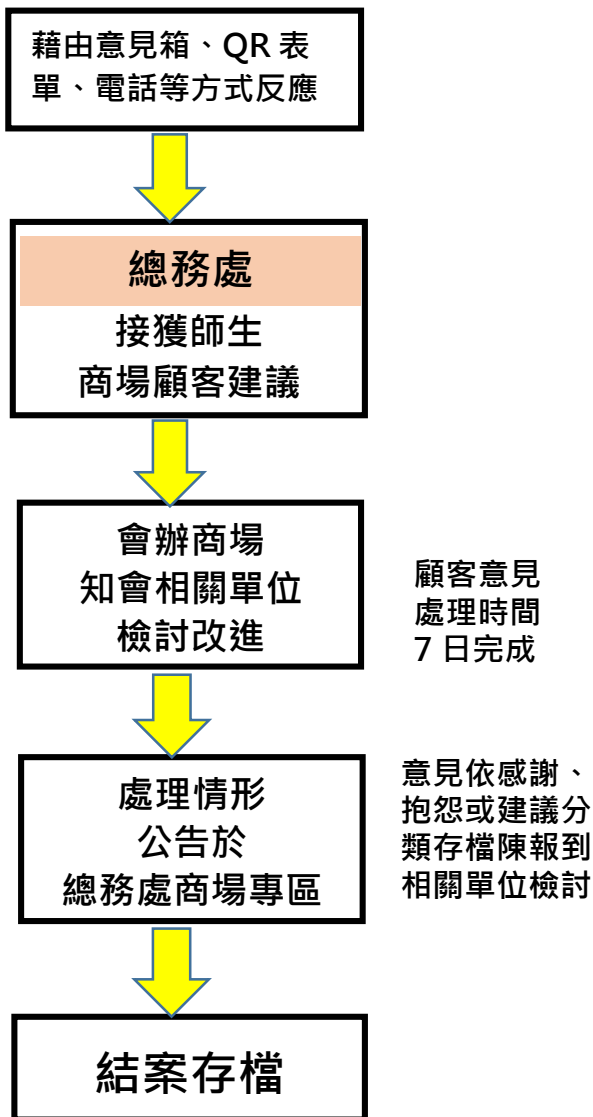 藉由意見箱、QR 表
單、電話等方式反應
總務處
接獲師生
商場顧客建議
會辦商場
知會相關單位
檢討改進
顧客意見
處理時間
7 日完成
處理情形
公告於
總務處商場專區
意見依感謝、
抱怨或建議分
類存檔陳報到
相關單位檢討
結案存檔